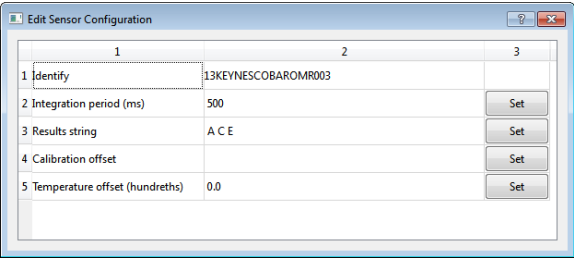 Edit Sensor Configuration
1 2 3
1 Identify 13KEYNESCOBAROMR003
2 Integration period (ms) 500 Set
3 Results string A C E Set
4 Calibration offset Set
5 Temperature offset (hundreths) 0.0 Set